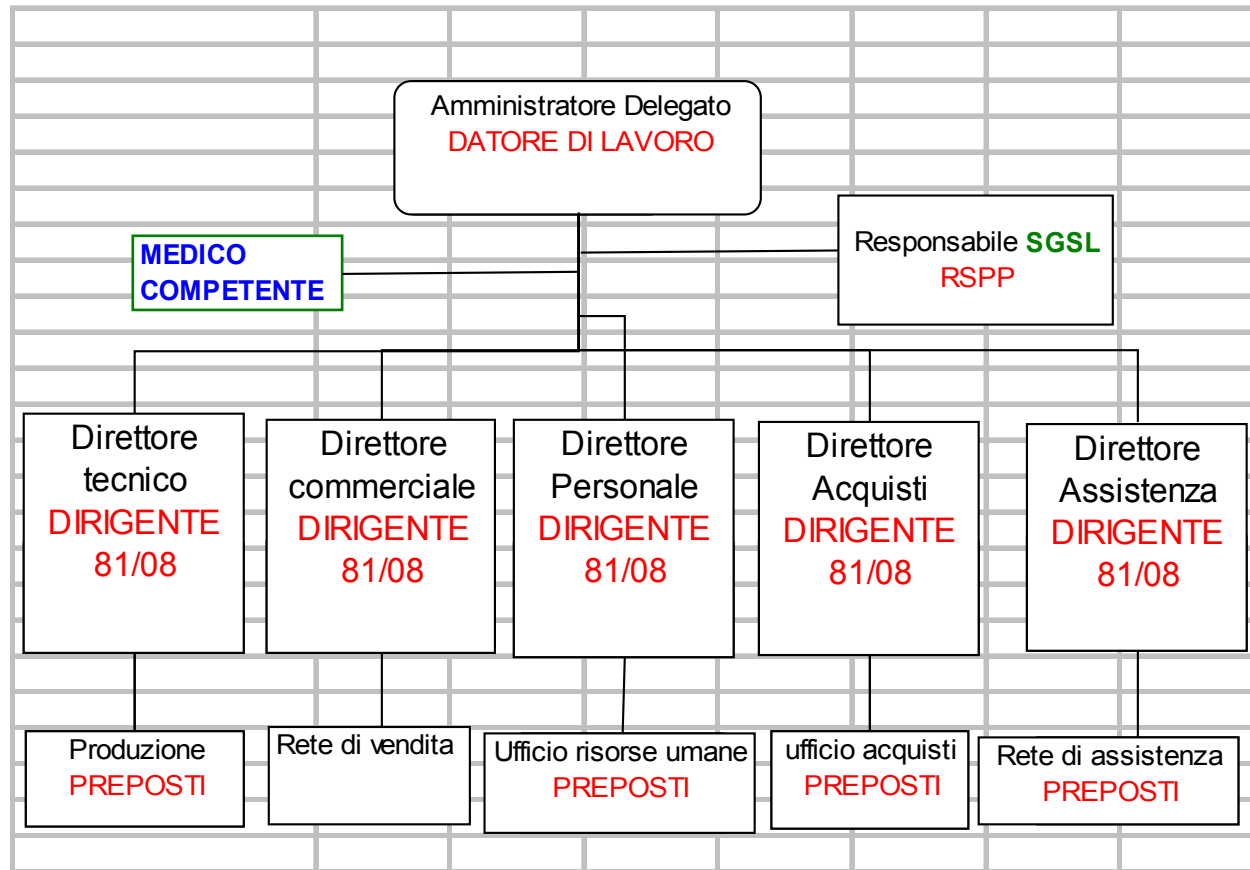 Amministratore Delegato
DATORE DI LAVORO
Responsabile SGSL
RSPP
MEDICO
COMPETENTE
Direttore
tecnico
DIRIGENTE
81/08
Direttore
commerciale
DIRIGENTE
81/08
Direttore
Personale
DIRIGENTE
81/08
Direttore
Acquisti
DIRIGENTE
81/08
Direttore
Assistenza
DIRIGENTE
81/08
Produzione
PREPOSTI
Rete di vendita
Ufficio risorse umane
PREPOSTI
ufficio acquisti
PREPOSTI
Rete di assistenza
PREPOSTI